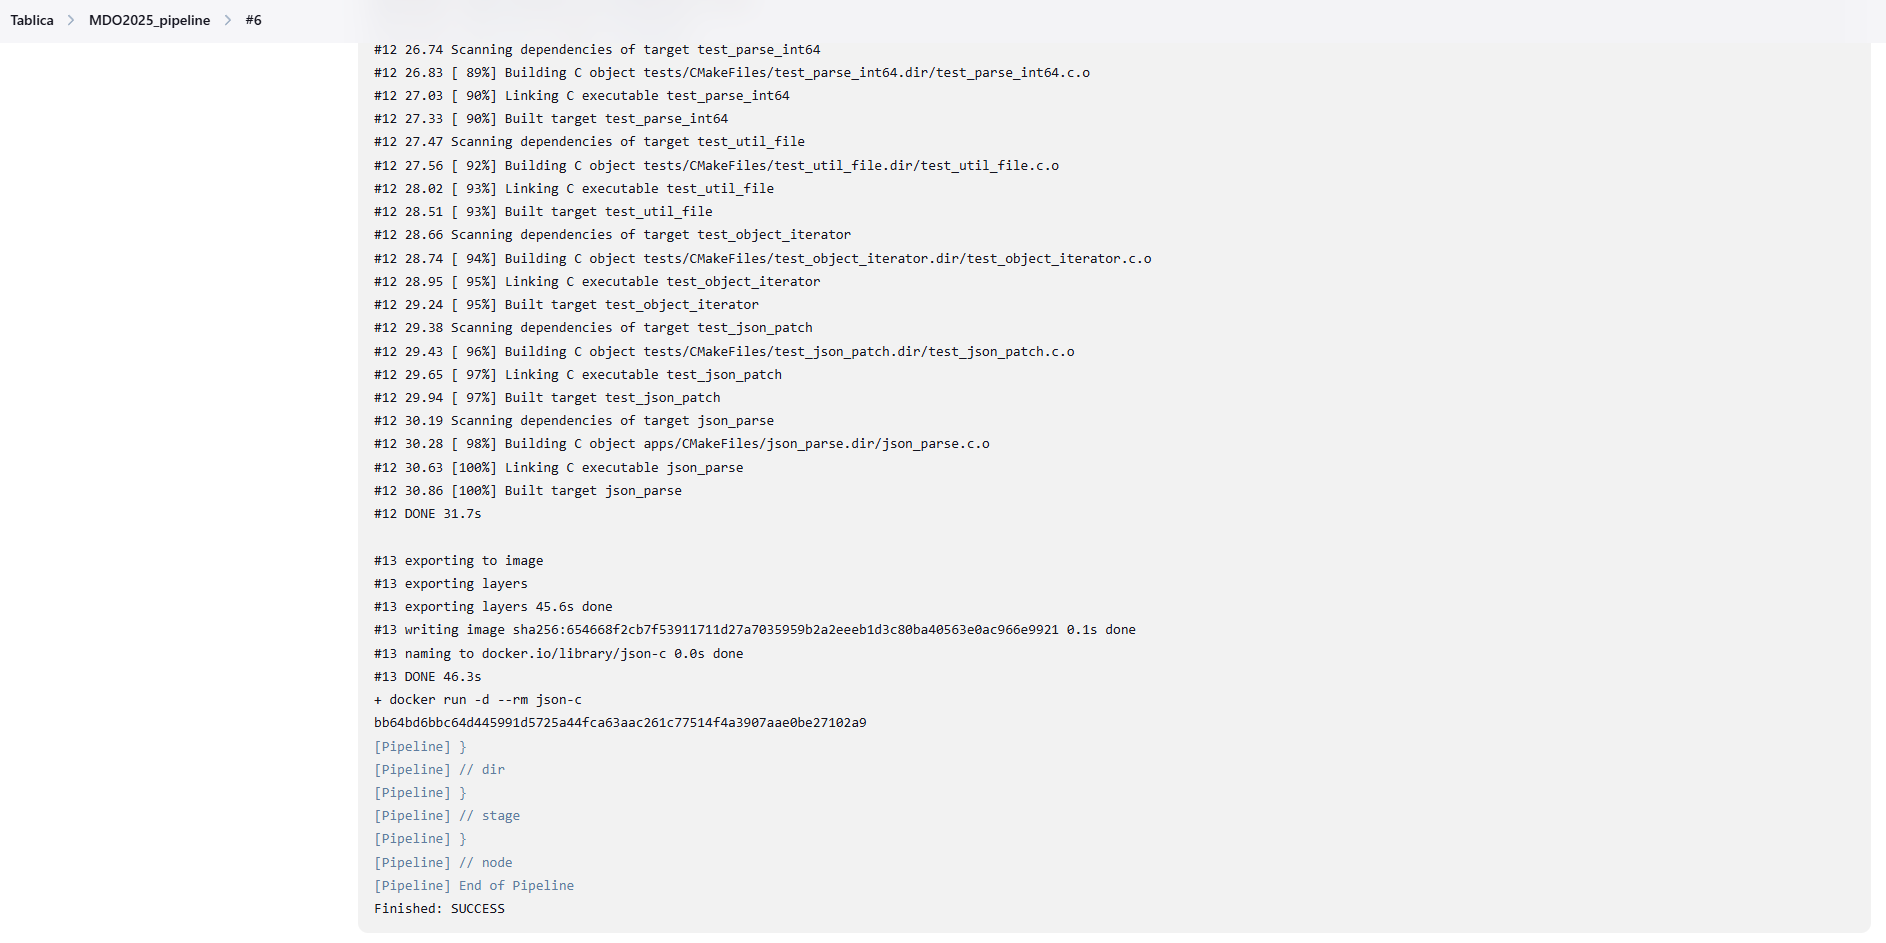 Tablica > MDO2025_pipeline > #6
#12 26.74 Scanning dependencies of target test_parse_int64
#12 26.83 [ 89%] Building C object tests/CMakeFiles/test_parse_int64.dir/test_parse_int64.c.o
#12 27.03 [ 90%] Linking C executable test_parse_int64
#12 27.33 [ 90%] Built target test_parse_int64
#12 27.47 Scanning dependencies of target test_util_file
#12 27.56 [ 92%] Building C object tests/CMakeFiles/test_util_file.dir/test_util_file.c.o
#12 28.02 [ 93%] Linking C executable test_util_file
#12 28.51 [ 93%] Built target test_util_file
#12 28.66 Scanning dependencies of target test_object_iterator
#12 28.74 [ 94%] Building C object tests/CMakeFiles/test_object_iterator.dir/test_object_iterator.c.o
#12 28.95 [ 95%] Linking C executable test_object_iterator
#12 29.24 [ 95%] Built target test_object_iterator
#12 29.38 Scanning dependencies of target test_json_patch
#12 29.43 [ 96%] Building C object tests/CMakeFiles/test_json_patch.dir/test_json_patch.c.o
#12 29.65 [ 97%] Linking C executable test_json_patch
#12 29.94 [ 97%] Built target test_json_patch
#12 30.19 Scanning dependencies of target json_parse
#12 30.28 [ 98%] Building C object apps/CMakeFiles/json_parse.dir/json_parse.c.o
#12 30.63 [100%] Linking C executable json_parse
#12 30.86 [100%] Built target json_parse
#12 DONE 31.7s
#13 exporting to image
#13 exporting layers
#13 exporting layers 45.6s done
#13 writing image sha256:654668f2cb7f53911711d27a7035959b2a2eeeb1d3c80ba40563e0ac966e9921 0.1s done
#13 naming to docker.io/library/json-c 0.0s done
#13 DONE 46.3s
+ docker run -d --rm json-c
bb64bd6bbc64d445991d5725a44fca63aac261c77514f4a3907aae0be27102a9
[Pipeline] }
[Pipeline] // dir
[Pipeline] }
[Pipeline] // stage
[Pipeline] }
[Pipeline] // node
[Pipeline] End of Pipeline
Finished: SUCCESS